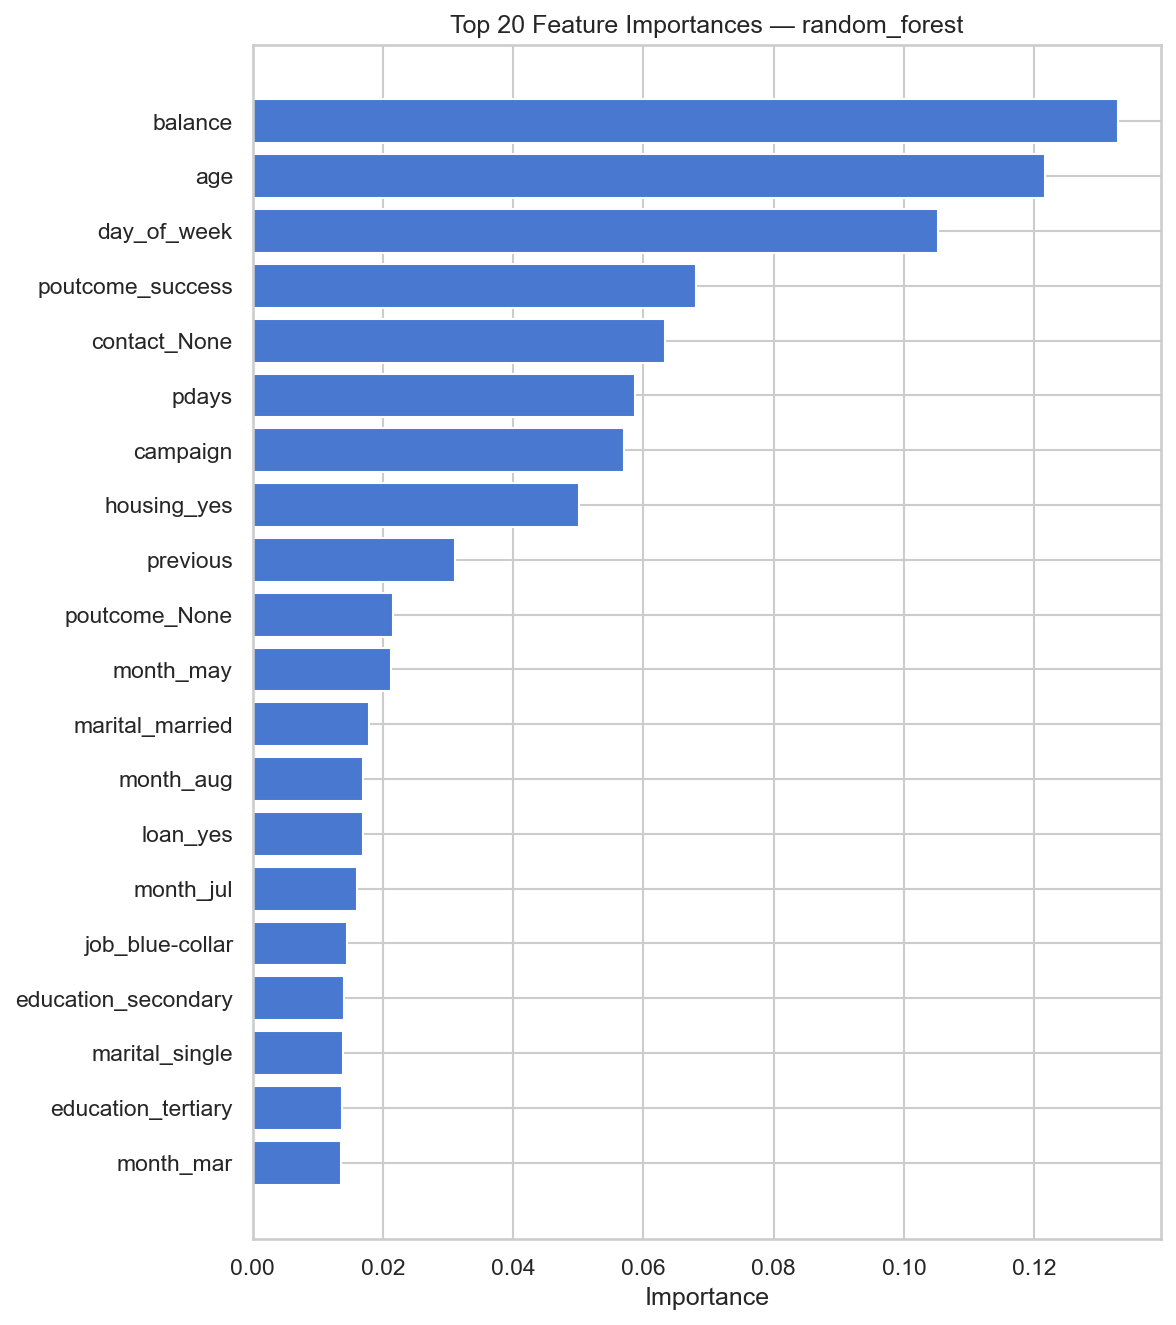 Top 20 Feature Importances — random_forest
balance
age
day_of_week
poutcome_success
contact_None
pdays
campaign
housing_yes
previous
poutcome_None
month_may
marital_married
month_aug
loan_yes
month_jul
job_blue-collar
education_secondary
marital_single
education_tertiary
month_mar
0.00 0.02 0.04 0.06 0.08 0.10 0.12
Importance